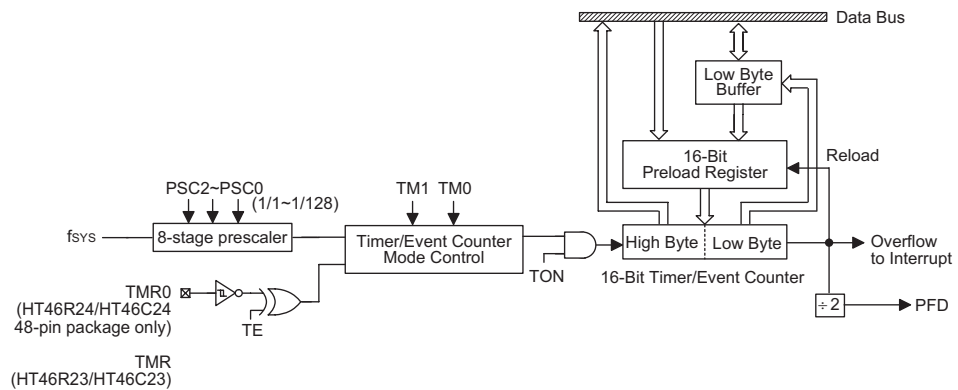 Data Bus
Low Byte
Buffer
16-Bit
Preload Register
Reload
PSC2~PSC0
(1/1~1/128)
TM1 TM0
fSYS
8-stage prescaler
Timer/Event Counter
Mode Control
High Byte
Low Byte
Overflow
to Interrupt
TON
16-Bit Timer/Event Counter
TMR0
(HT46R24/HT46C24
48-pin package only)
TE
÷2
PFD
TMR
(HT46R23/HT46C23)